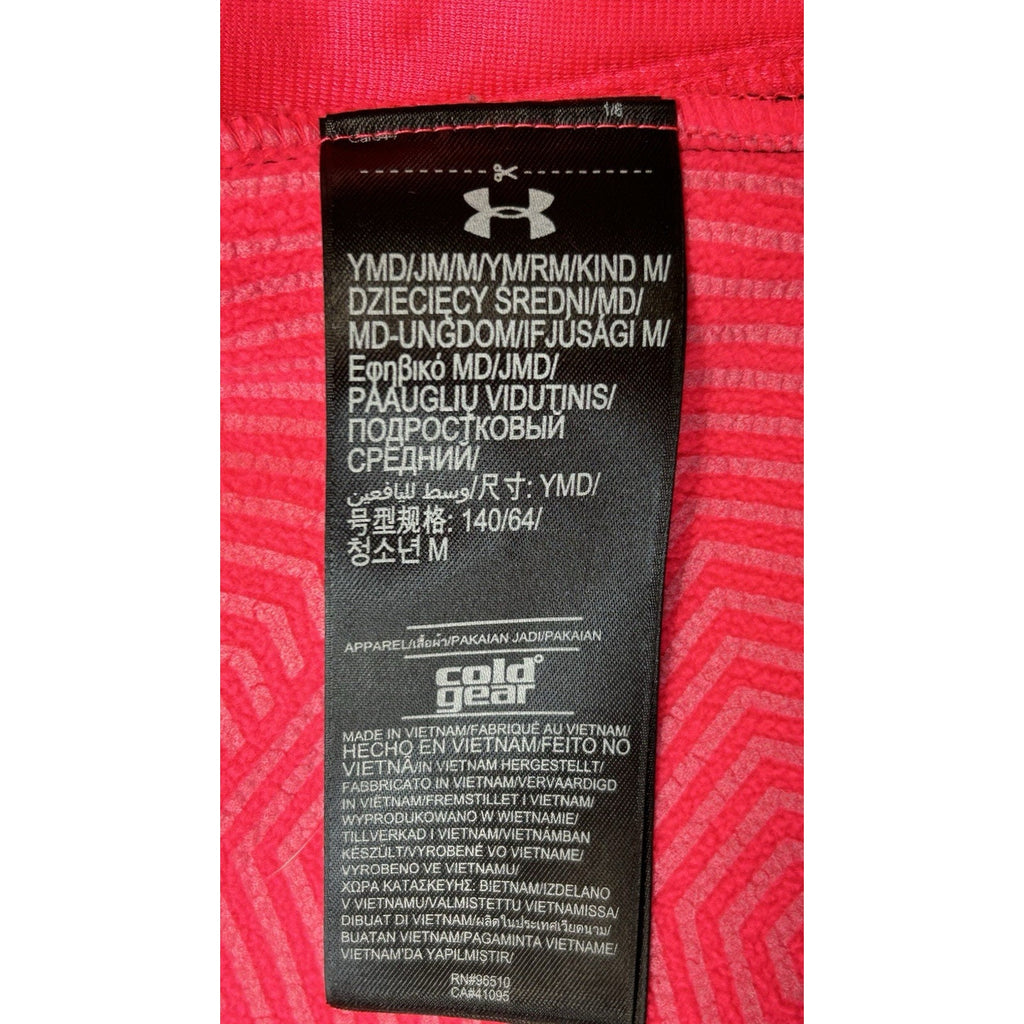 1/6
YMD/JM/M/YM/RM/KIND M/
DZIECIĘCY ŚREDNI/MD/
MD-UNGDOM/IFJÚSÁGI M/
Εφηβικό MD/JMD/
PAAUGLIŲ VIDUTINIS/
ПОДРОСТКОВЫЙ
СРЕДНИЙ/
وسط لليافعين/尺寸: YMD/
号型规格: 140/64/
청소년 M
APPAREL/เสื้อผ้า/PAKAIAN JADI/PAKAIAN
cold°
gear
MADE IN VIETNAM/FABRIQUÉ AU VIETNAM/
HECHO EN VIETNAM/FEITO NO
VIETNÃ/IN VIETNAM HERGESTELLT/
FABBRICATO IN VIETNAM/VERVAARDIGD
IN VIETNAM/FREMSTILLET I VIETNAM/
WYPRODUKOWANO W WIETNAMIE/
TILLVERKAD I VIETNAM/VIETNÁMBAN
KÉSZÜLT/VYROBENÉ VO VIETNAME/
VYROBENO VE VIETNAMU/
ΧΩΡΑ ΚΑΤΑΣΚΕΥΗΣ: ΒΙΕΤΝΑΜ/IZDELANO
V VIETNAMU/VALMISTETTU VIETNAMISSA/
DIBUAT DI VIETNAM/ผลิตในประเทศเวียดนาม/
BUATAN VIETNAM/PAGAMINTA VIETNAME/
VIETNAM'DA YAPILMIŞTIR/
RN#96510
CA#41095